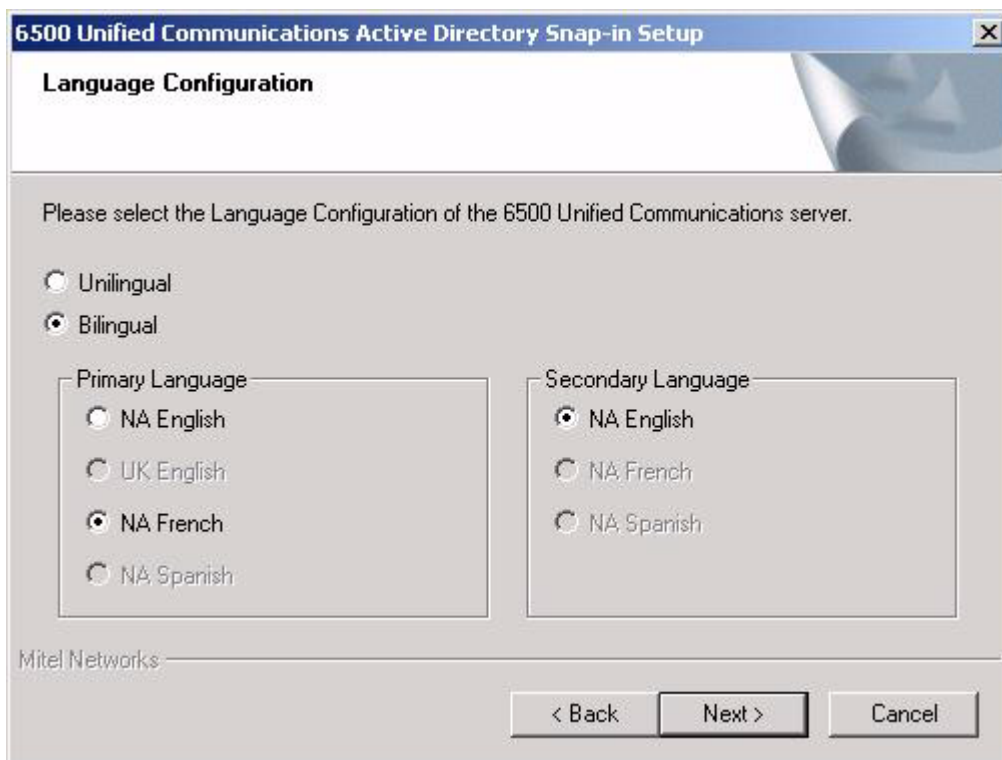 6500 Unified Communications Active Directory Snap-in Setup
Language Configuration
Please select the Language Configuration of the 6500 Unified Communications server.
Unilingual
Bilingual
Primary Language
NA English
UK English
NA French
NA Spanish
Secondary Language
NA English
NA French
NA Spanish
Mitel Networks
< Back
Next >
Cancel